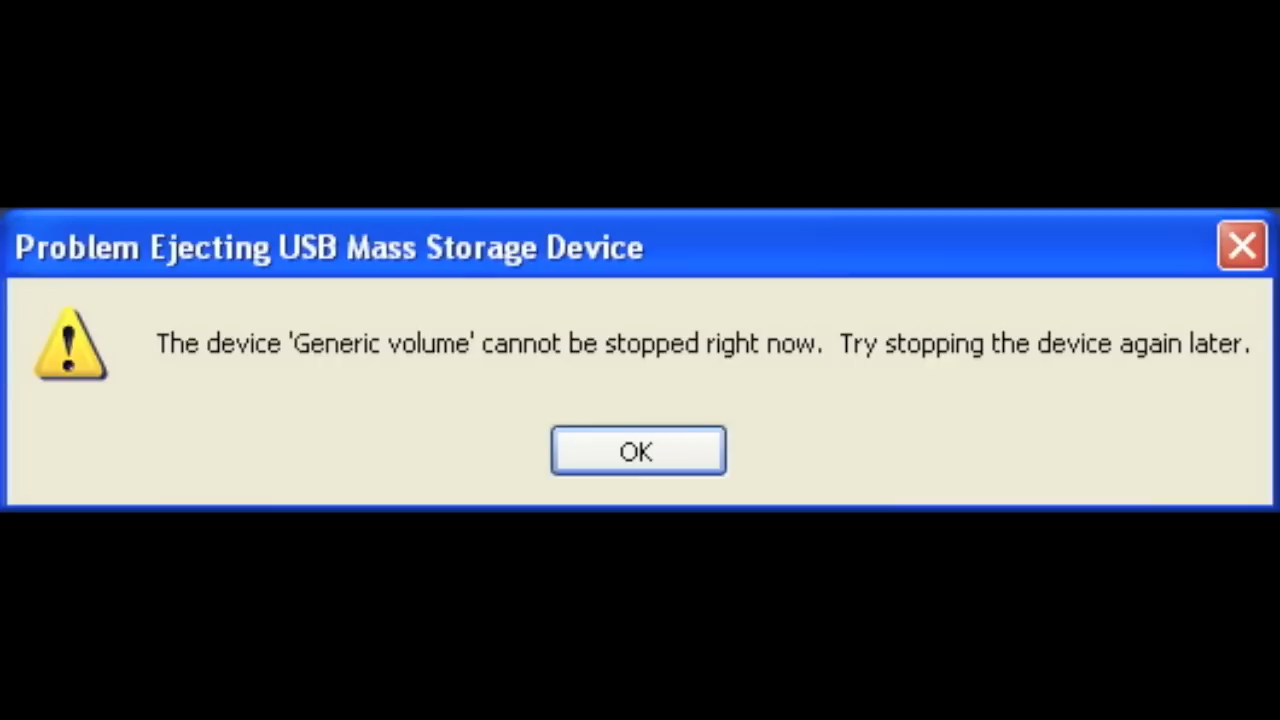 Problem Ejecting USB Mass Storage Device
The device 'Generic volume' cannot be stopped right now.  Try stopping the device again later.
OK